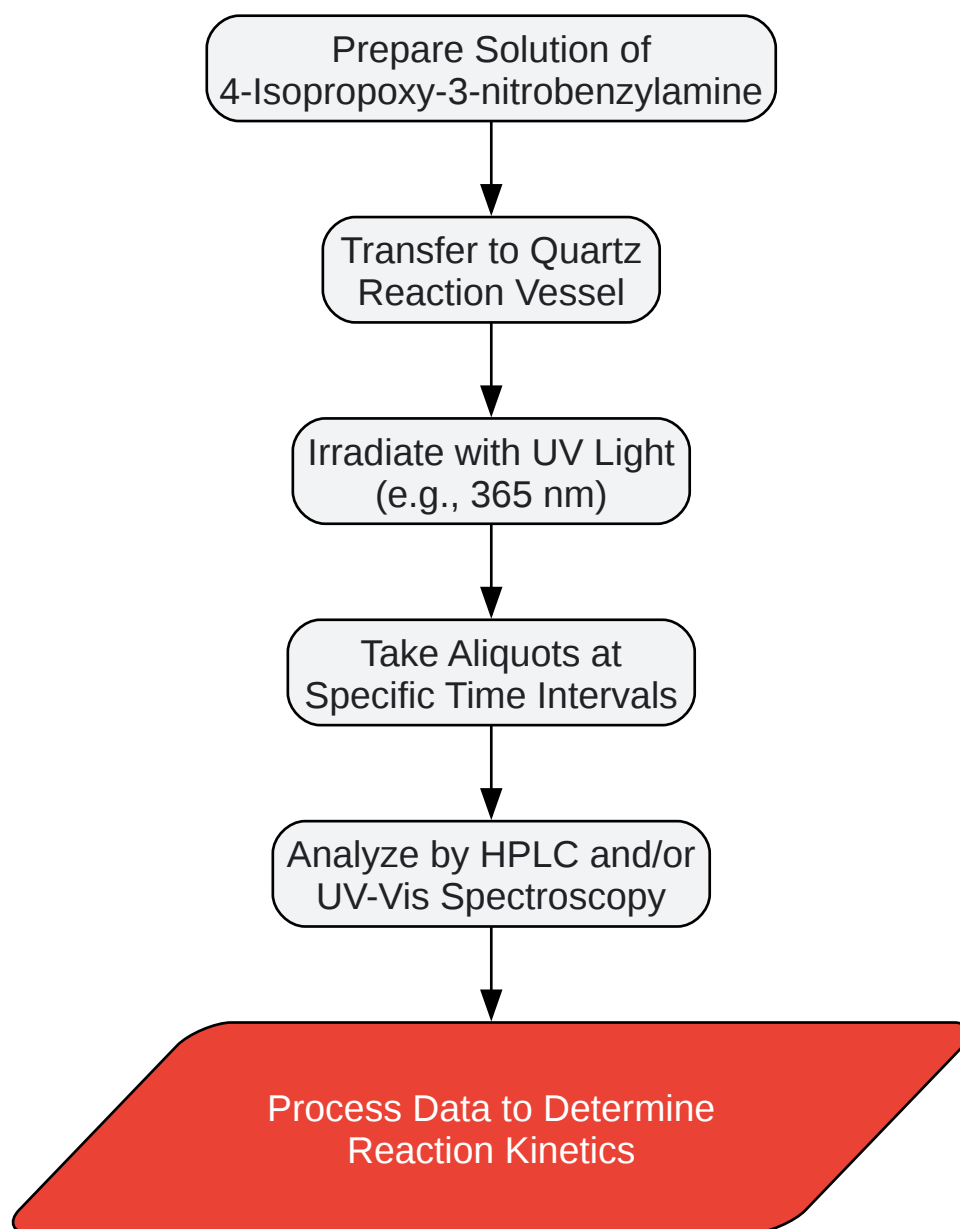 Prepare Solution of
4-Isopropoxy-3-nitrobenzylamine
Transfer to Quartz
Reaction Vessel
Irradiate with UV Light
(e.g., 365 nm)
Take Aliquots at
Specific Time Intervals
Analyze by HPLC and/or
UV-Vis Spectroscopy
Process Data to Determine
Reaction Kinetics